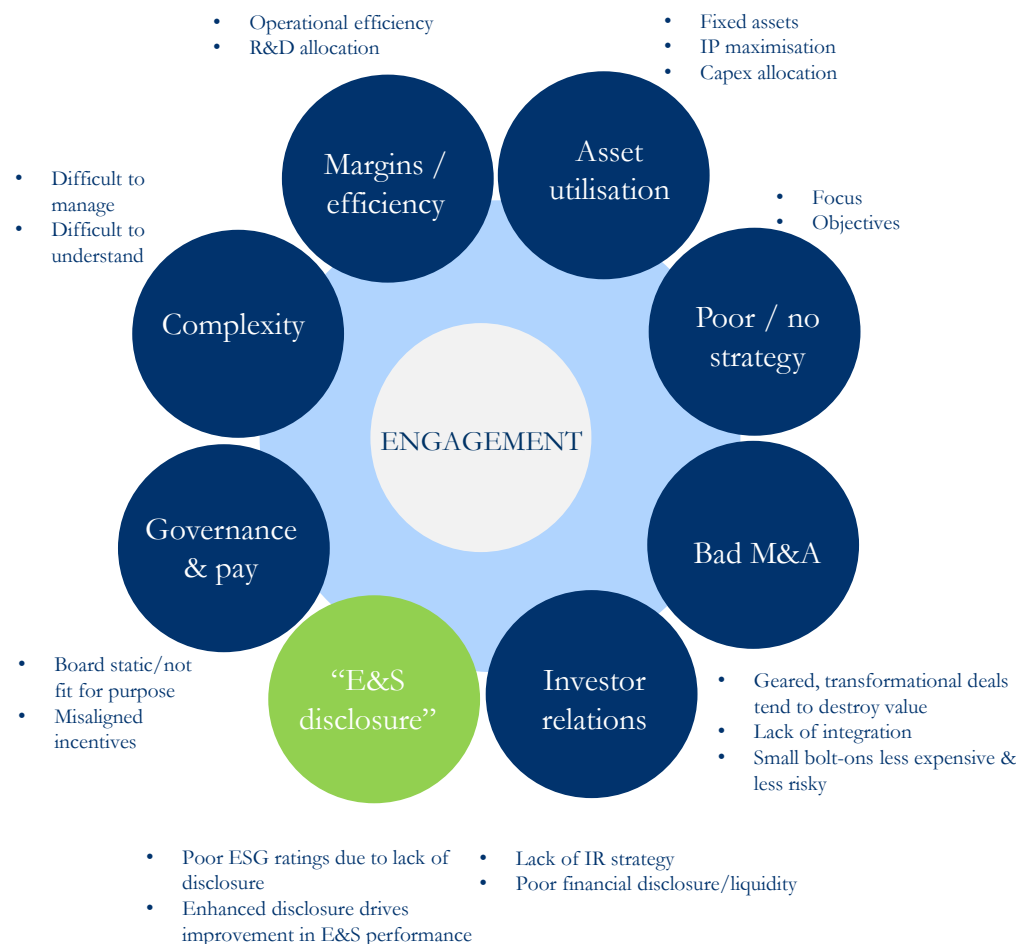 • Operational efficiency
• R&D allocation
• Fixed assets
• IP maximisation
• Capex allocation
Margins /
efficiency
Asset
utilisation
• Difficult to
manage
• Difficult to
understand
• Focus
• Objectives
Complexity
Poor / no
strategy
ENGAGEMENT
Governance
& pay
Bad M&A
• Board static/not
fit for purpose
• Misaligned
incentives
“E&S
disclosure”
Investor
relations
• Geared, transformational deals
tend to destroy value
• Lack of integration
• Small bolt-ons less expensive &
less risky
• Poor ESG ratings due to lack of
disclosure
• Enhanced disclosure drives
improvement in E&S performance
• Lack of IR strategy
• Poor financial disclosure/liquidity